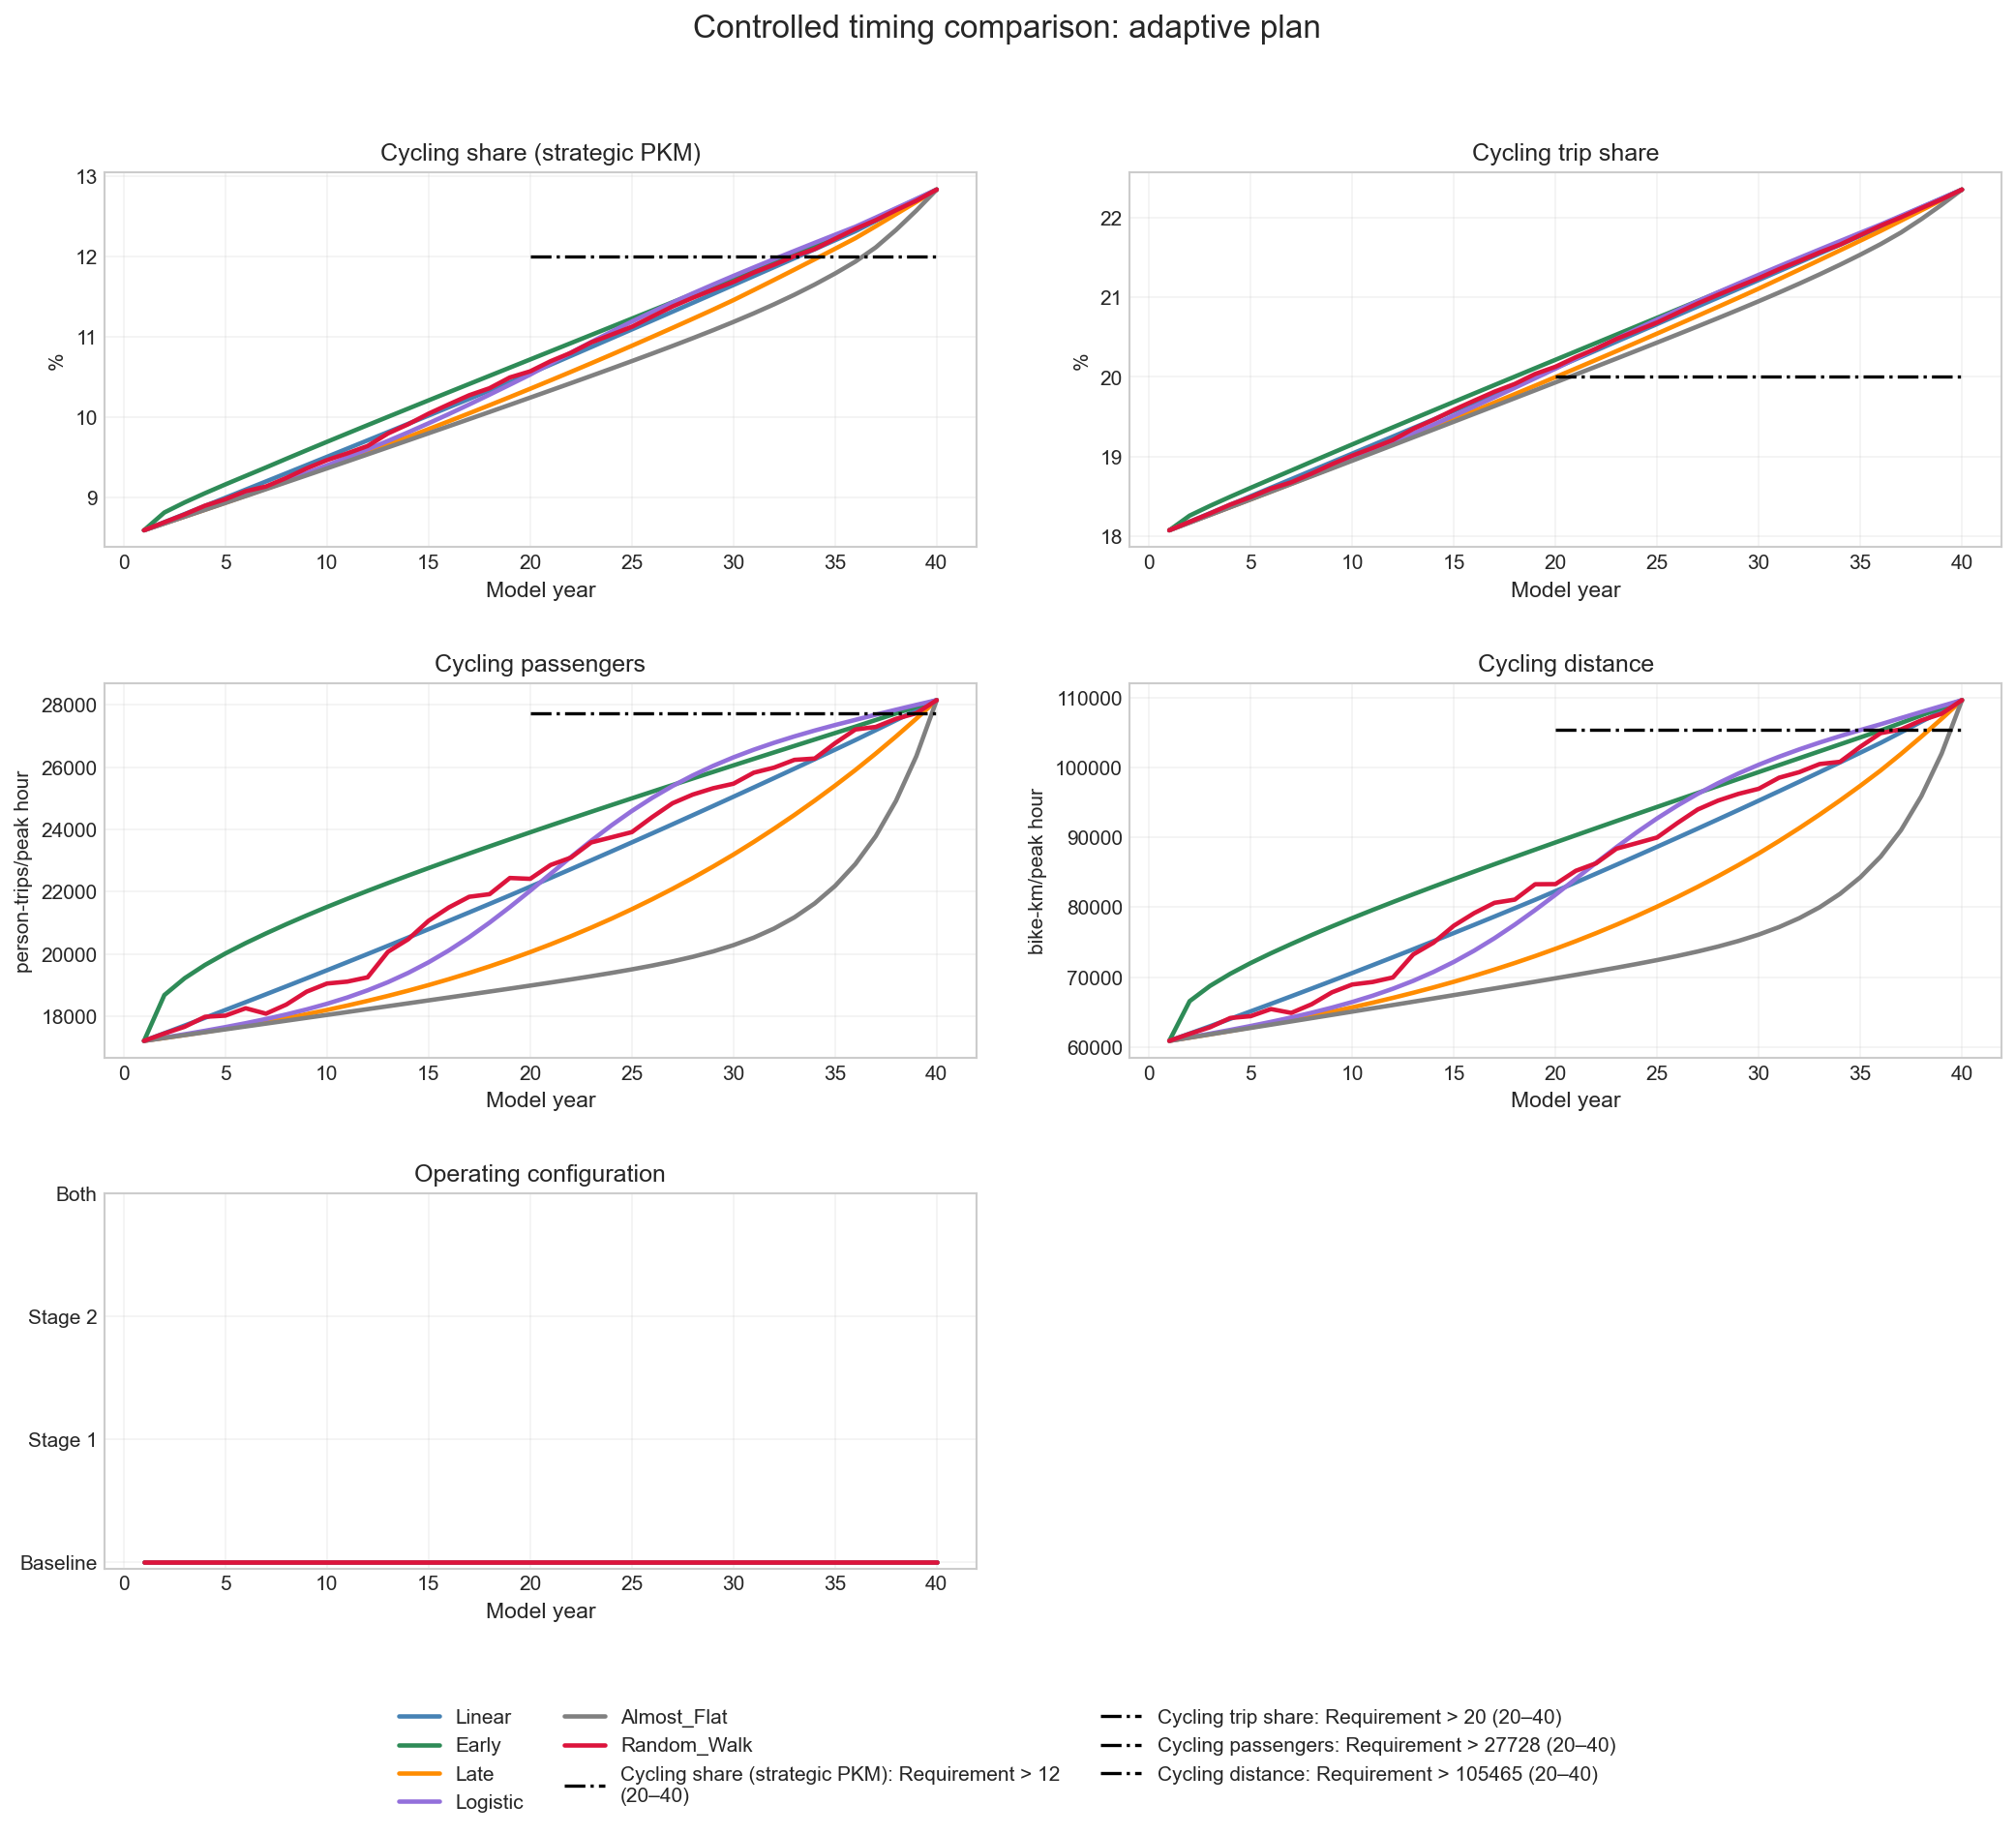 Controlled timing comparison: adaptive plan
Cycling share (strategic PKM)
13
12
11
10
9
%
0 5 10 15 20 25 30 35 40
Model year
Cycling trip share
22
21
20
19
18
%
0 5 10 15 20 25 30 35 40
Model year
Cycling passengers
28000
26000
24000
22000
20000
18000
person-trips/peak hour
0 5 10 15 20 25 30 35 40
Model year
Cycling distance
110000
100000
90000
80000
70000
60000
bike-km/peak hour
0 5 10 15 20 25 30 35 40
Model year
Operating configuration
Both
Stage 2
Stage 1
Baseline
0 5 10 15 20 25 30 35 40
Model year
Linear
Early
Late
Logistic
Almost_Flat
Random_Walk
Cycling share (strategic PKM): Requirement > 12
(20–40)
Cycling trip share: Requirement > 20 (20–40)
Cycling passengers: Requirement > 27728 (20–40)
Cycling distance: Requirement > 105465 (20–40)